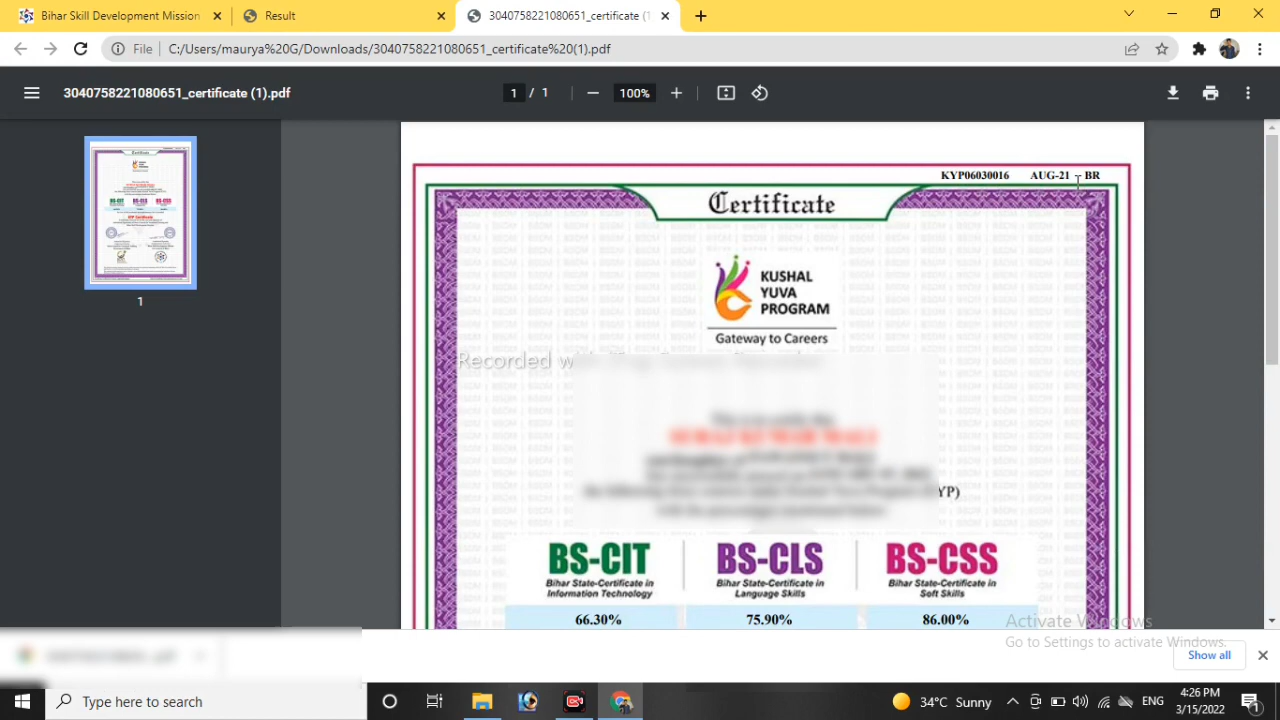 Bihar Skill Development Mission
Result
3040758221080651_certificate (1
File
C:/Users/maurya%20G/Downloads/3040758221080651_certificate%20(1).pdf
3040758221080651_certificate (1).pdf
1 / 1
100%
1
KYP06030016 AUG-21 - BR
Certificate
KUSHAL
YUVA
PROGRAM
Gateway to Careers
Recorded
YP)
BS-CIT
Bihar State-Certificate in
Information Technology
66.30%
BS-CLS
Bihar State-Certificate in
Language Skills
75.90%
BS-CSS
Bihar State-Certificate in
Soft Skills
86.00%
Activate Windows
Go to Settings to activate Windows.
Show all
Type here to search
34°C Sunny
ENG
4:26 PM
3/15/2022
1